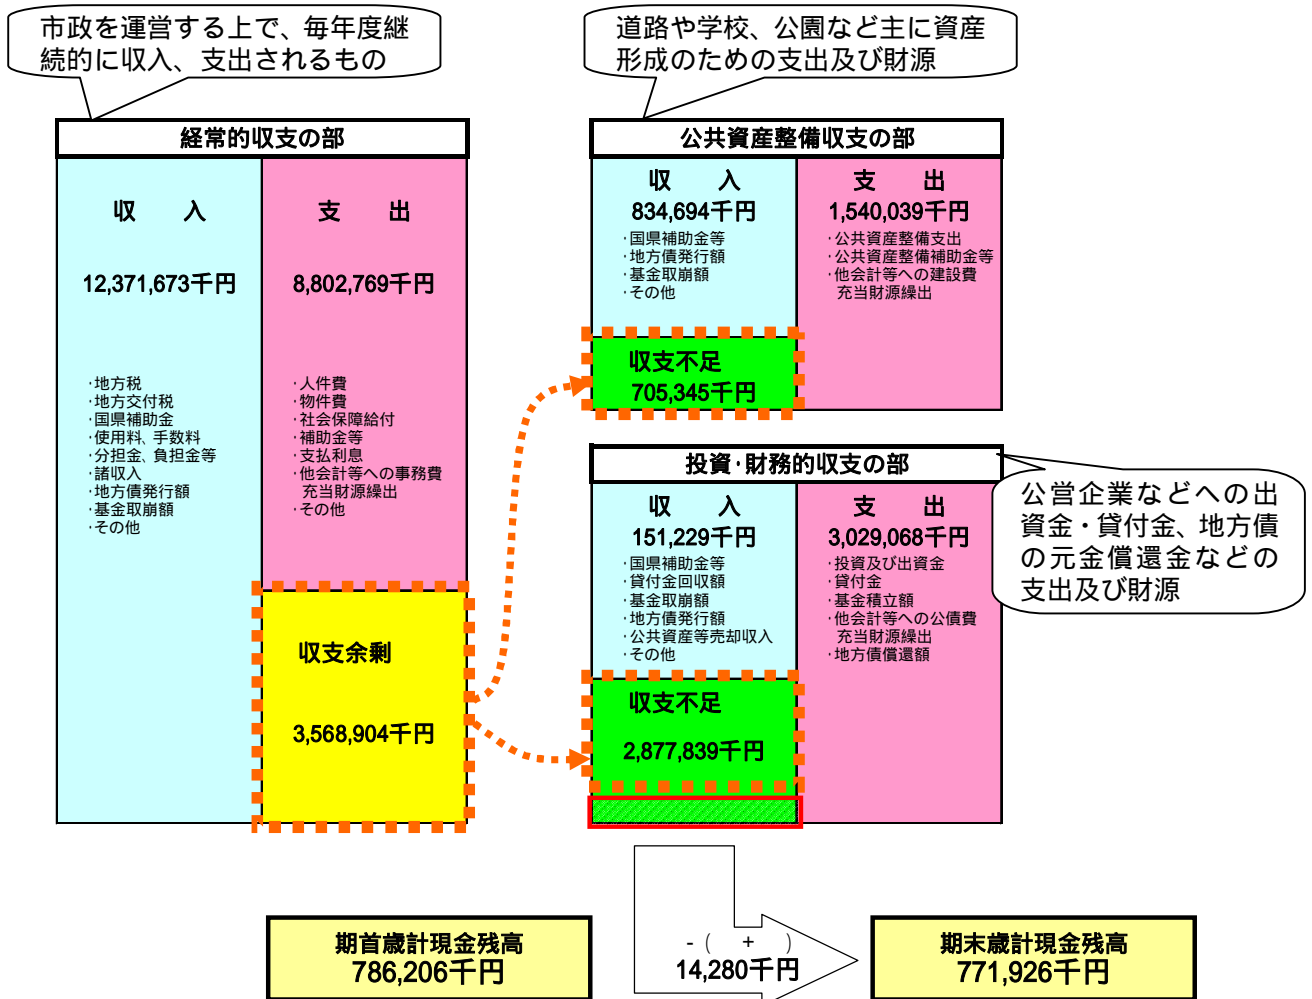 市政を運営する上で、毎年度継
続的に収入、支出されるもの
道路や学校、公園など主に資産
形成のための支出及び財源
経常的収支の部
収 入
12,371,673千円
・地方税
・地方交付税
・国県補助金
・使用料、手数料
・分担金、負担金等
・諸収入
・地方債発行額
・基金取崩額
・その他
支 出
8,802,769千円
・人件費
・物件費
・社会保障給付
・補助金等
・支払利息
・他会計等への事務費
充当財源繰出
・その他
収支余剰
3,568,904千円
公共資産整備収支の部
収 入
834,694千円
・国県補助金等
・地方債発行額
・基金取崩額
・その他
収支不足
705,345千円
支 出
1,540,039千円
・公共資産整備支出
・公共資産整備補助金等
・他会計等への建設費
充当財源繰出
投資・財務的収支の部
収 入
151,229千円
・国県補助金等
・貸付金回収額
・基金取崩額
・地方債発行額
・公共資産等売却収入
・その他
収支不足
2,877,839千円
支 出
3,029,068千円
・投資及び出資金
・貸付金
・基金積立額
・他会計等への公債費
充当財源繰出
・地方債償還額
公営企業などへの出
資金・貸付金、地方債
の元金償還金などの
支出及び財源
期首歳計現金残高
786,206千円
-( + )
14,280千円
期末歳計現金残高
771,926千円